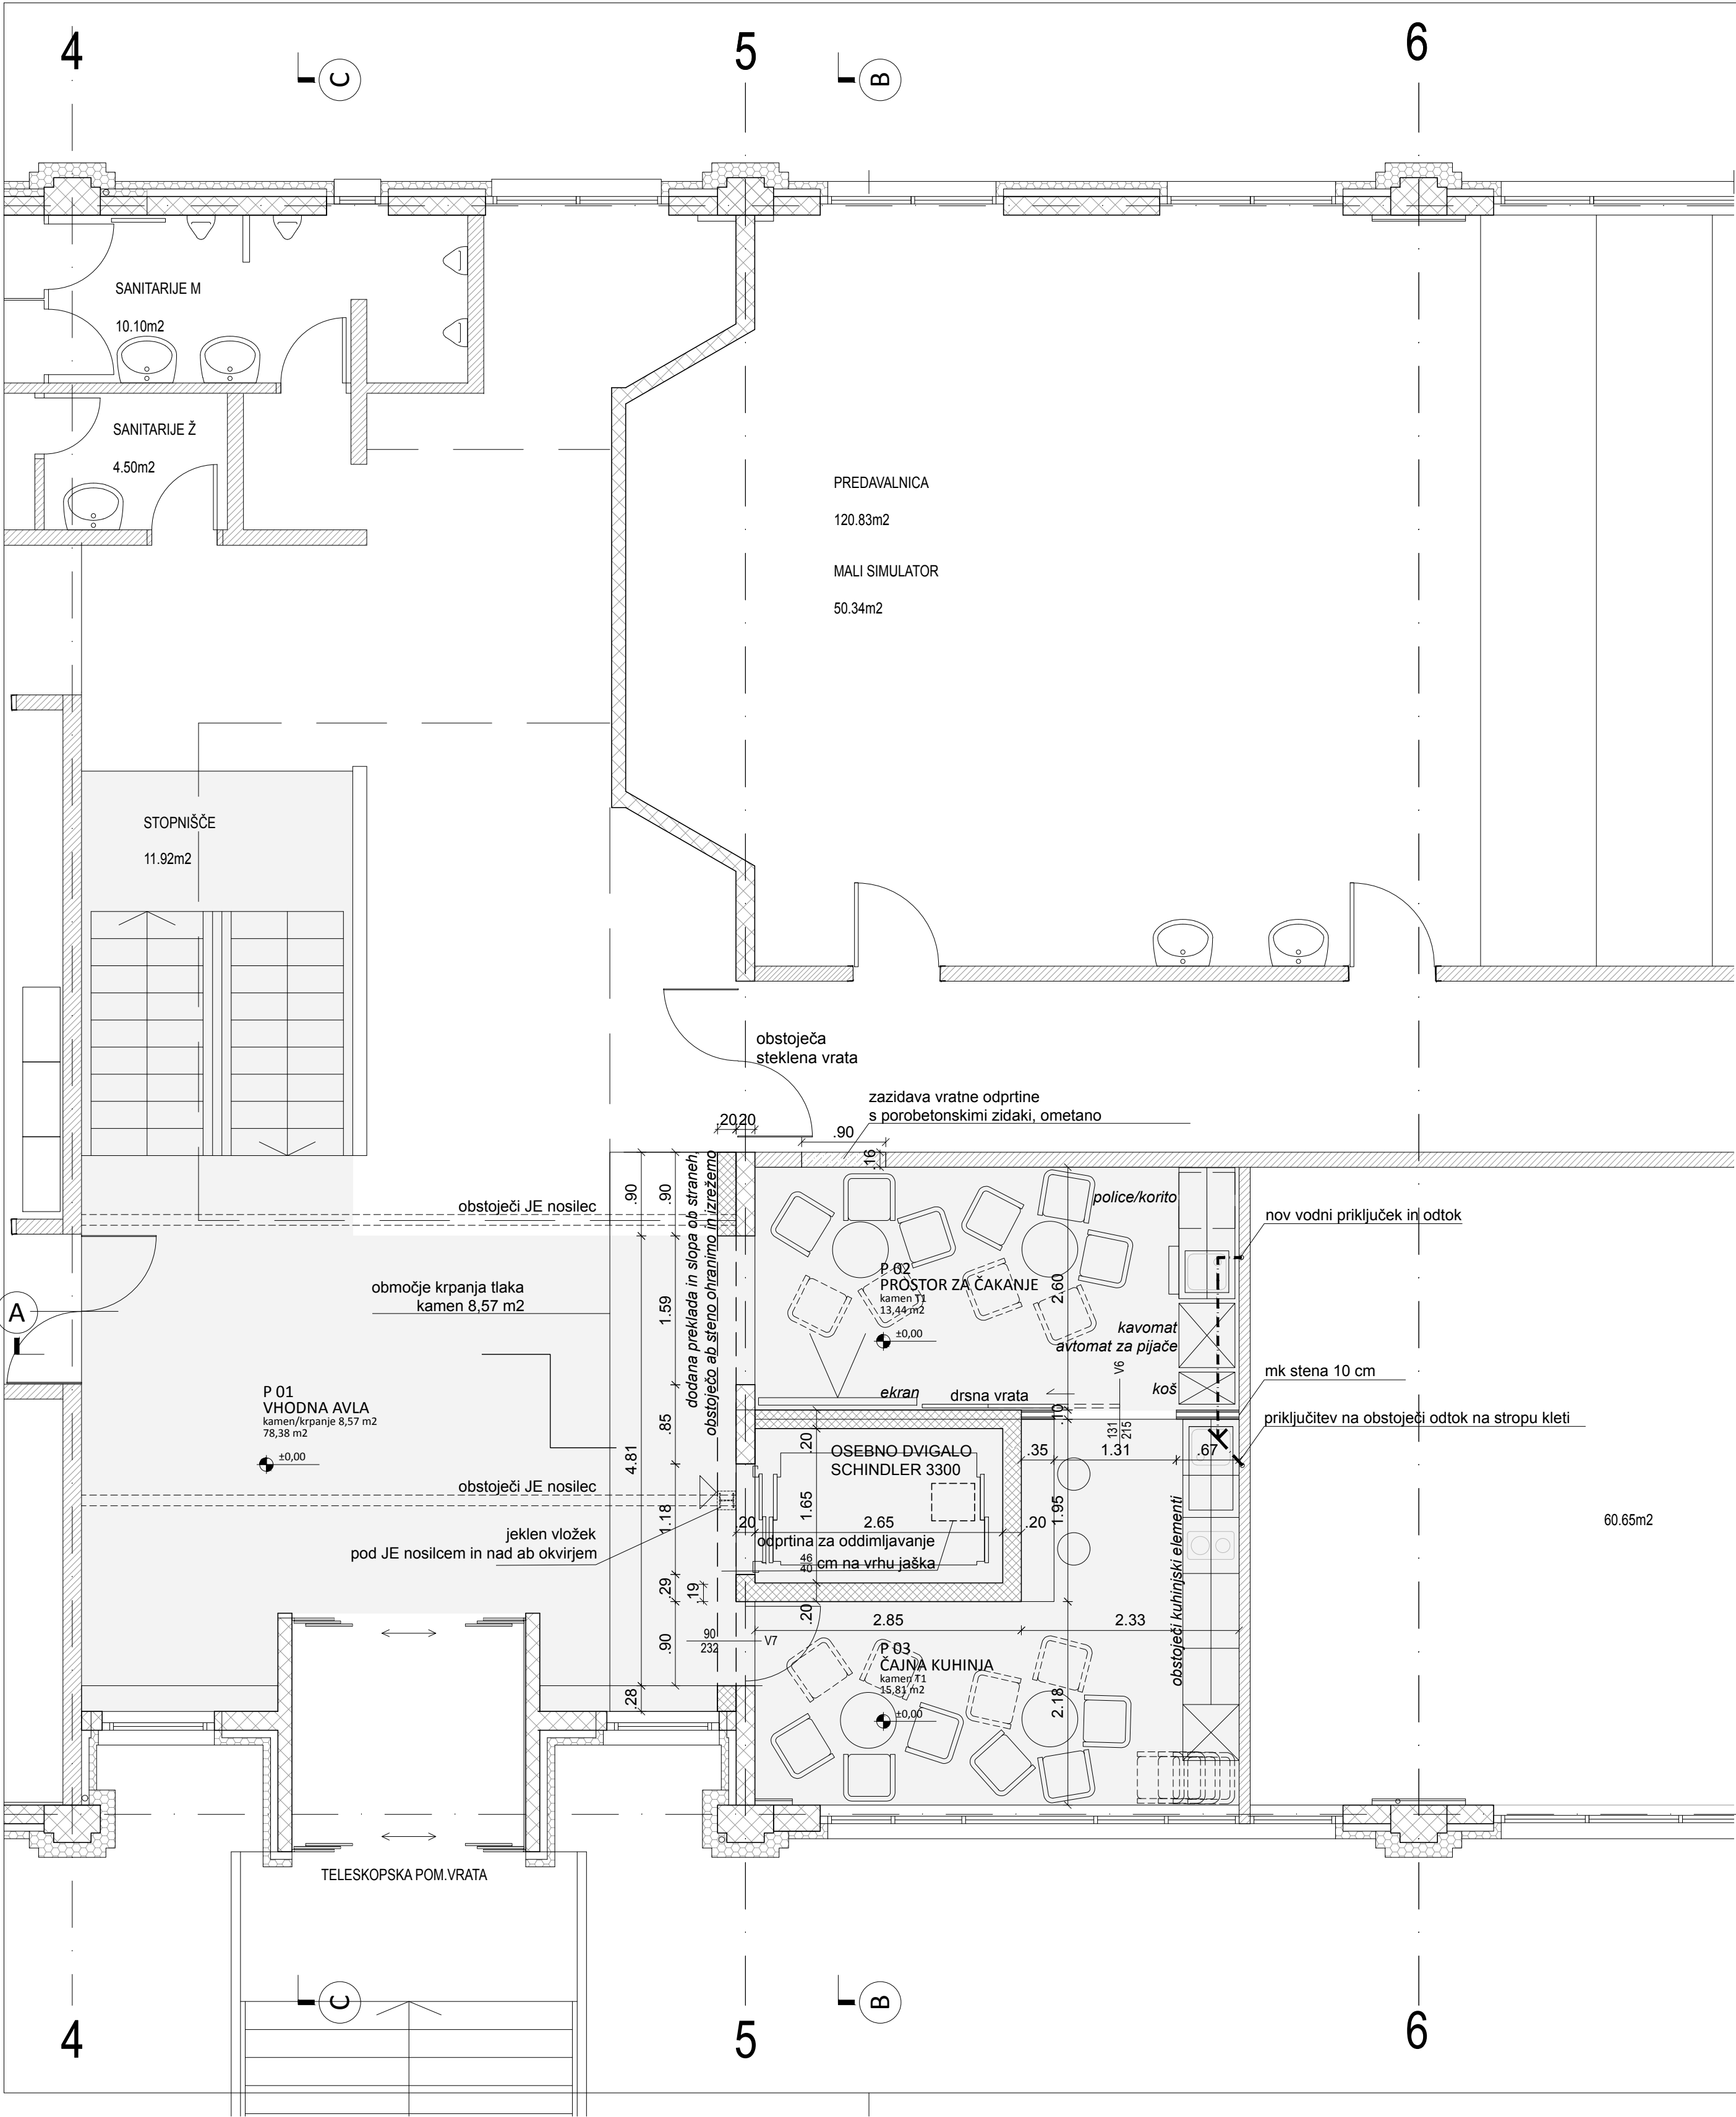 4
5
6
C
B
SANITARIJE M
10.10m2
SANITARIJE Ž
4.50m2
PREDAVALNICA
120.83m2
MALI SIMULATOR
50.34m2
STOPNIŠČE
11.92m2
obstoječa
steklena vrata
zazidava vratne odprtine
s porobetonskimi zidaki, ometano
.20
20
.90
.16
obstoječi JE nosilec
.90
.90
dodana preklada in slopa ob straneh,
obstoječo ab steno ohranimo in izrežemo
police/korito
nov vodni priključek in odtok
območje krpanja tlaka
kamen 8,57 m2
A
1.59
P 02
PROSTOR ZA ČAKANJE
kamen T1
13,44 m2
±0,00
2.60
kavomat
avtomat za pijače
V6
koš
mk stena 10 cm
ekran
drsna vrata
P 01
VHODNA AVLA
kamen/krpanje 8,57 m2
78,38 m2
±0,00
.85
4.81
.10
131
215
priključitev na obstoječi odtok na stropu kleti
.20
OSEBNO DVIGALO
SCHINDLER 3300
.35
1.31
.67
obstoječi JE nosilec
1.18
1.65
1.95
.20
2.65
.20
60.65m2
jeklen vložek
pod JE nosilcem in nad ab okvirjem
odprtina za oddimljavanje
46
40
cm na vrhu jaška
obstoječi kuhinjski elementi
.29
.19
.20
2.85
2.33
.90
90
232
V7
P 03
ČAJNA KUHINJA
kamen T1
15,81 m2
±0,00
2.18
.28
TELESKOPSKA POM.VRATA
C
B
4
5
6